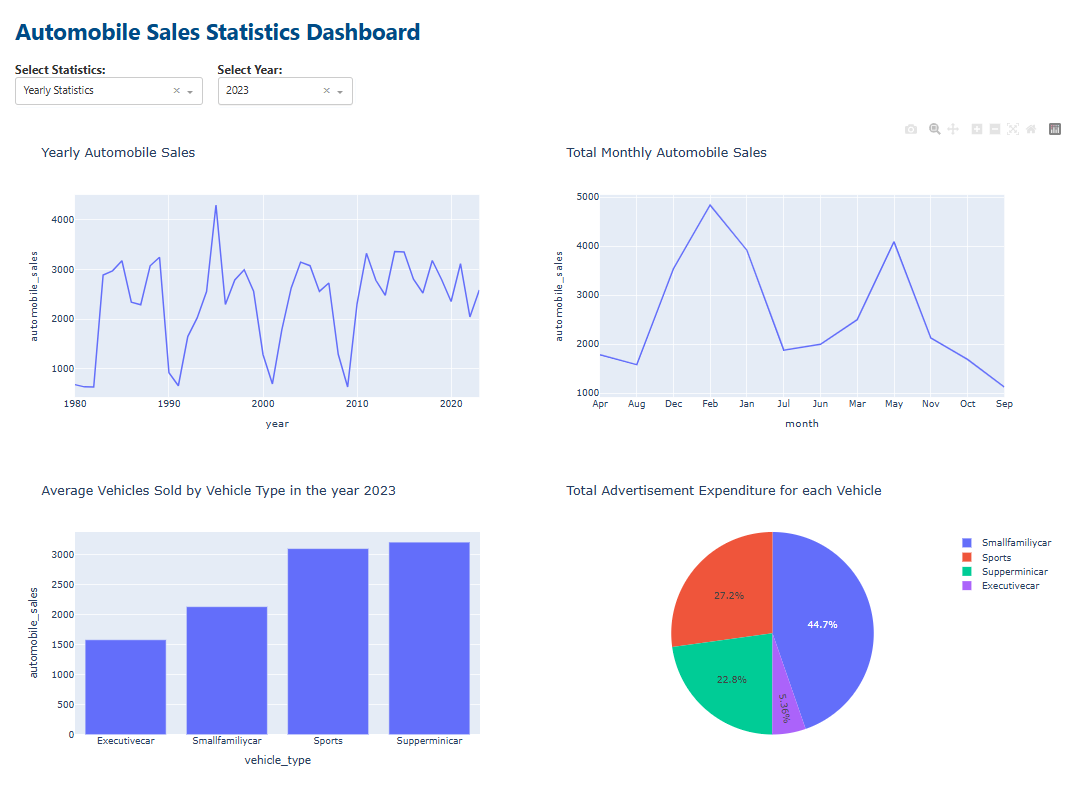 Automobile Sales Statistics Dashboard
Select Statistics: Select Year:
Yearly Statistics × 2023 ×
Yearly Automobile Sales
4000
3000
2000
1000
automobile_sales
1980 1990 2000 2010 2020
year
Total Monthly Automobile Sales
5000
4000
3000
2000
1000
automobile_sales
Apr Aug Dec Feb Jan Jul Jun Mar May Nov Oct Sep
month
Average Vehicles Sold by Vehicle Type in the year 2023
3000
2500
2000
1500
1000
500
0
automobile_sales
Executivecar Smallfamiliycar Sports Supperminicar
vehicle_type
Total Advertisement Expenditure for each Vehicle
27.2%
44.7%
22.8%
5.36%
Smallfamiliycar
Sports
Supperminicar
Executivecar